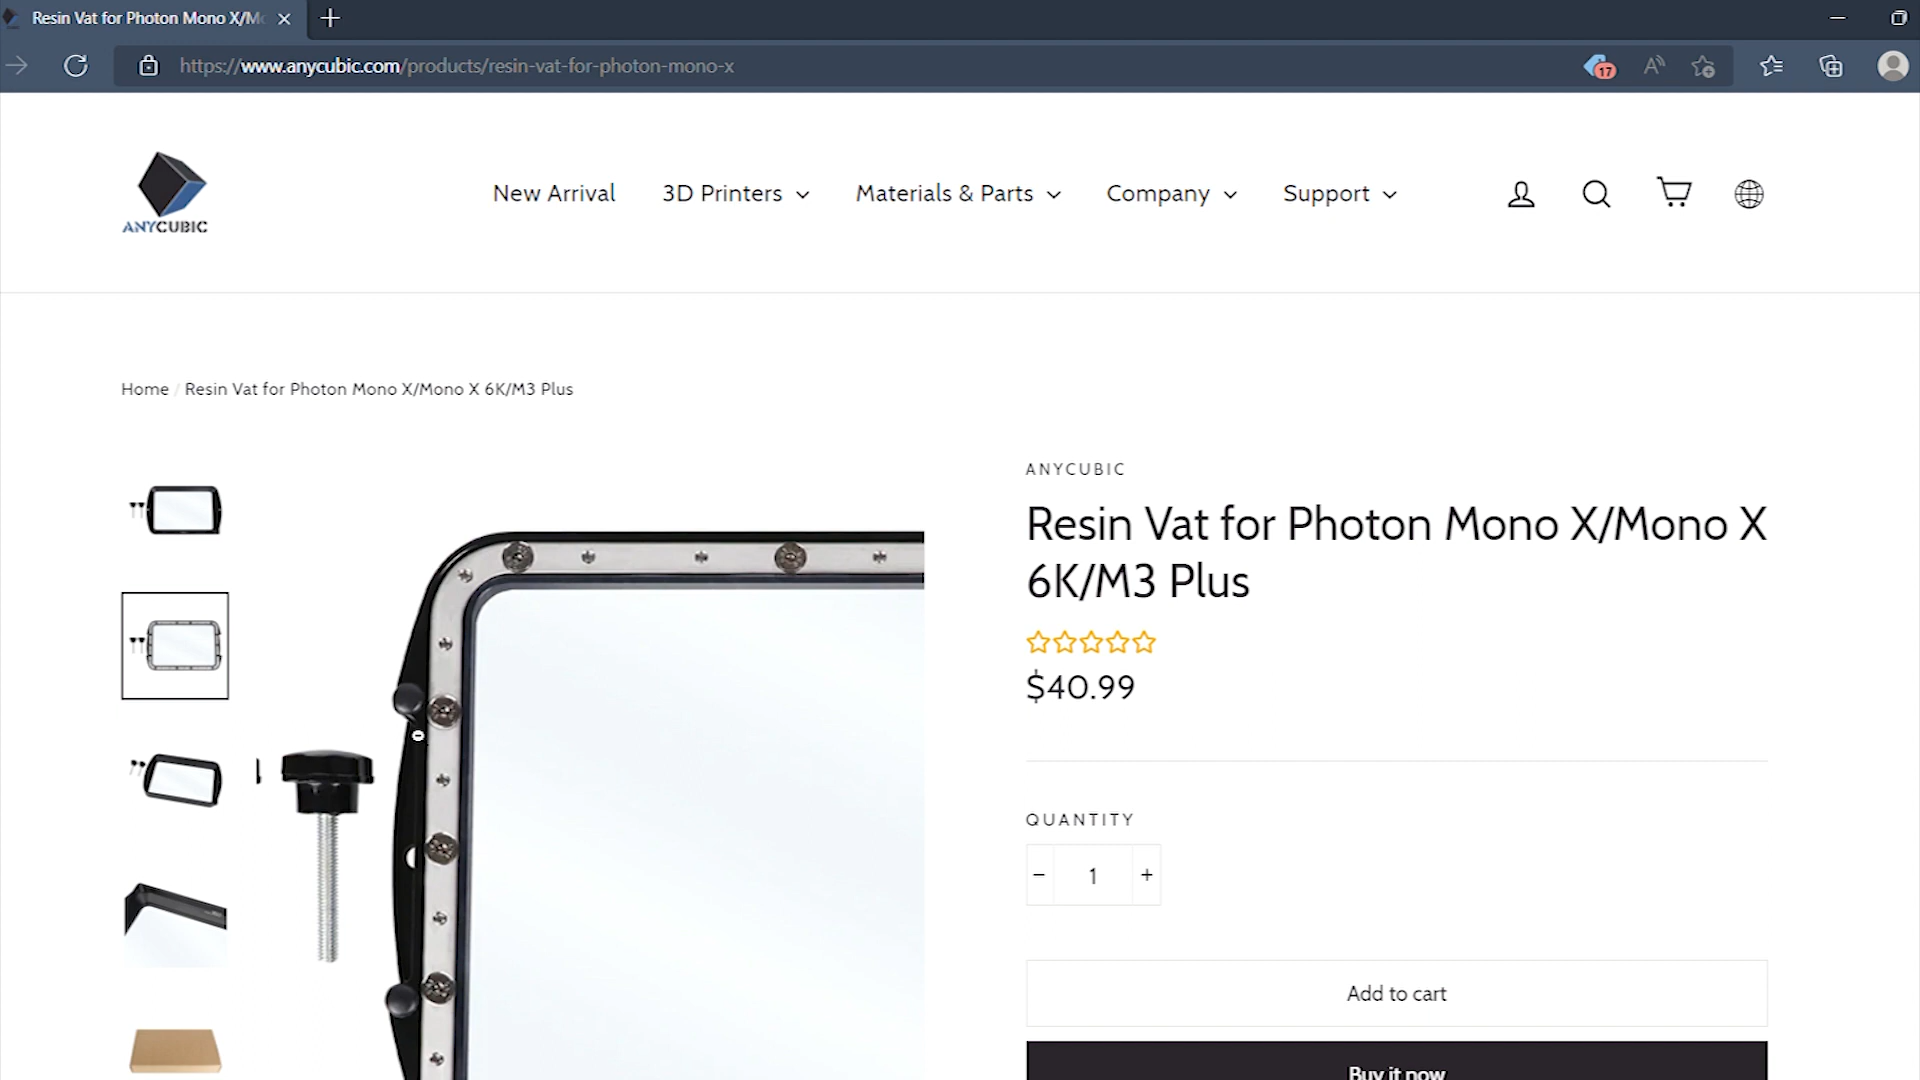 Resin Vat for Photon Mono X/Mo
17
https://www.anycubic.com/products/resin-vat-for-photon-mono-x
ANYCUBIC
New Arrival
3D Printers
Materials & Parts
Company
Support
Home / Resin Vat for Photon Mono X/Mono X 6K/M3 Plus
ANYCUBIC
Resin Vat for Photon Mono X/Mono X
6K/M3 Plus
$40.99
QUANTITY
− 1 +
Add to cart
Buy it now